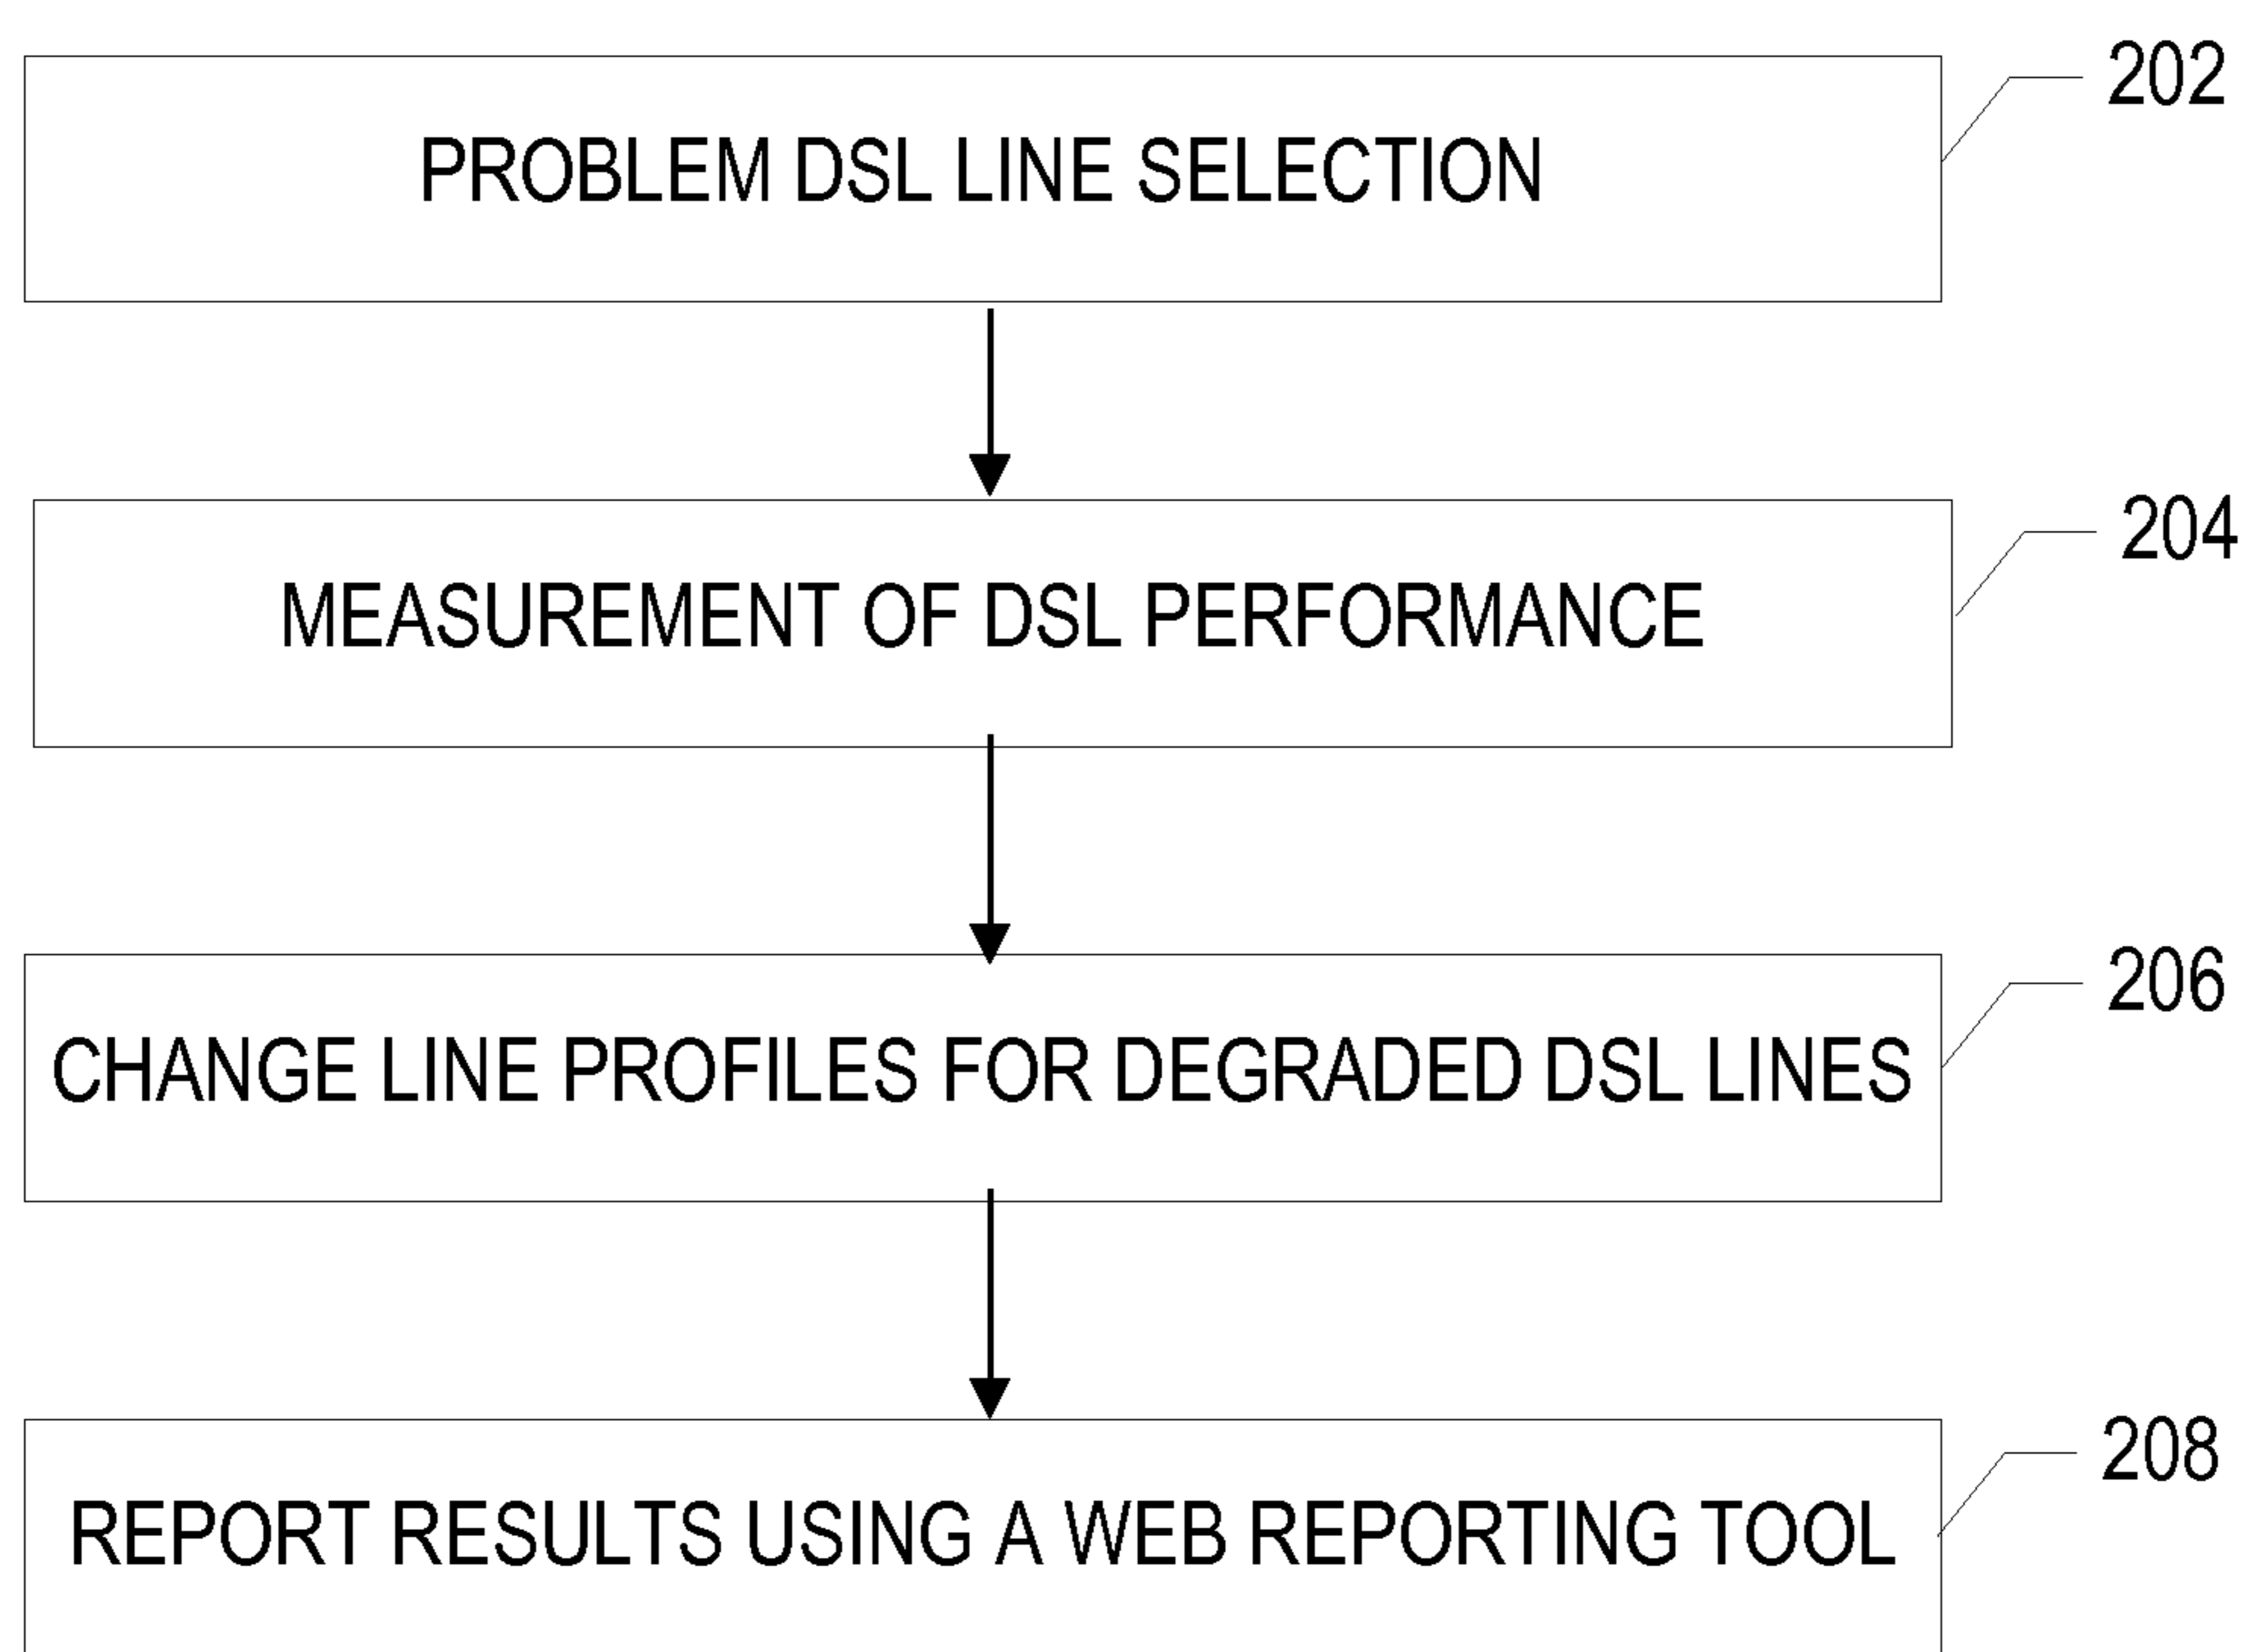 202
PROBLEM DSL LINE SELECTION
204
MEASUREMENT OF DSL PERFORMANCE
206
CHANGE LINE PROFILES FOR DEGRADED DSL LINES
208
REPORT RESULTS USING A WEB REPORTING TOOL